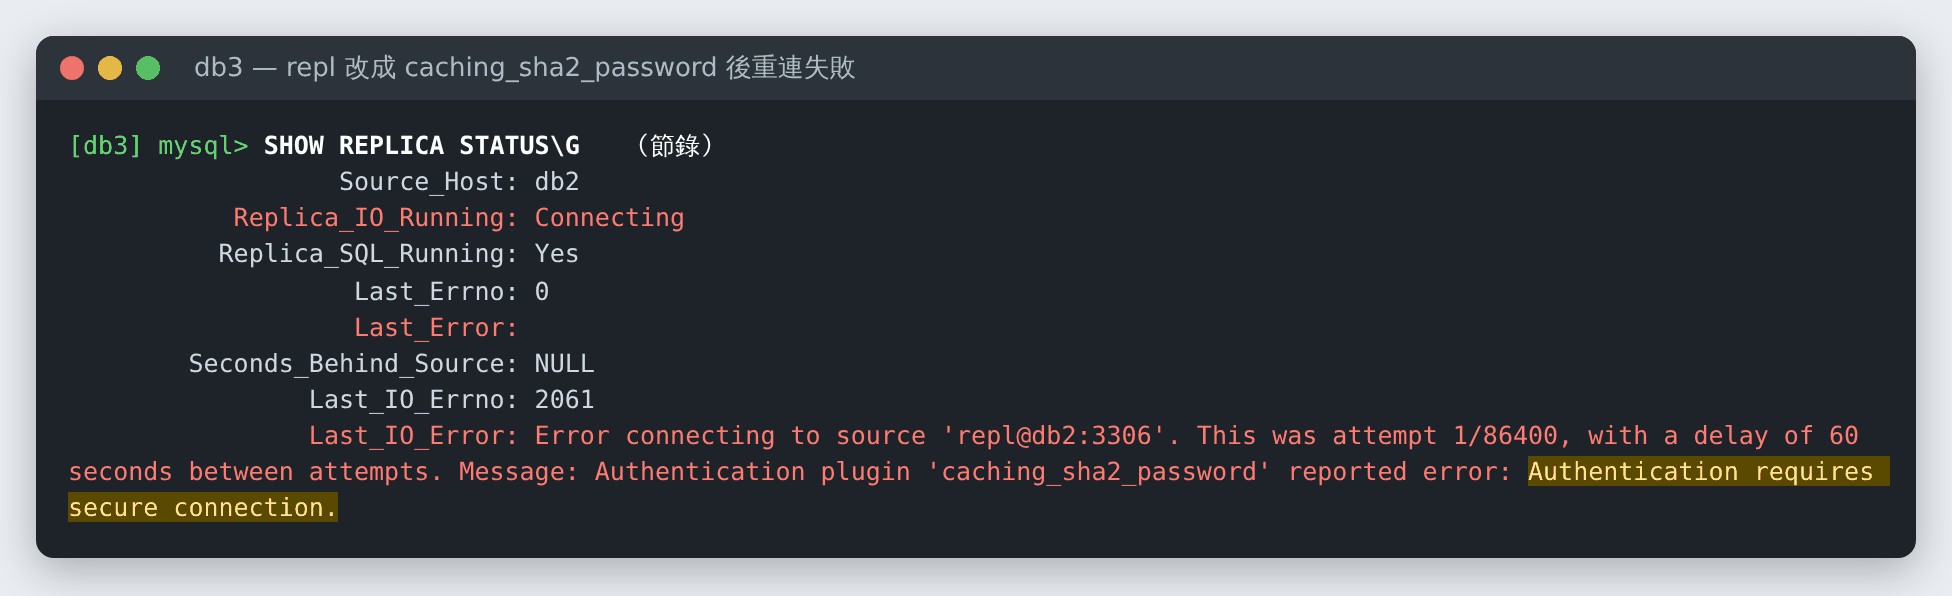 db3 — repl 改成 caching_sha2_password 後重連失敗
[db3] mysql> SHOW REPLICA STATUS\G （節錄）
Source_Host: db2
Replica_IO_Running: Connecting
Replica_SQL_Running: Yes
Last_Errno: 0
Last_Error:
Seconds_Behind_Source: NULL
Last_IO_Errno: 2061
Last_IO_Error: Error connecting to source 'repl@db2:3306'. This was attempt 1/86400, with a delay of 60
seconds between attempts. Message: Authentication plugin 'caching_sha2_password' reported error: Authentication requires
secure connection.